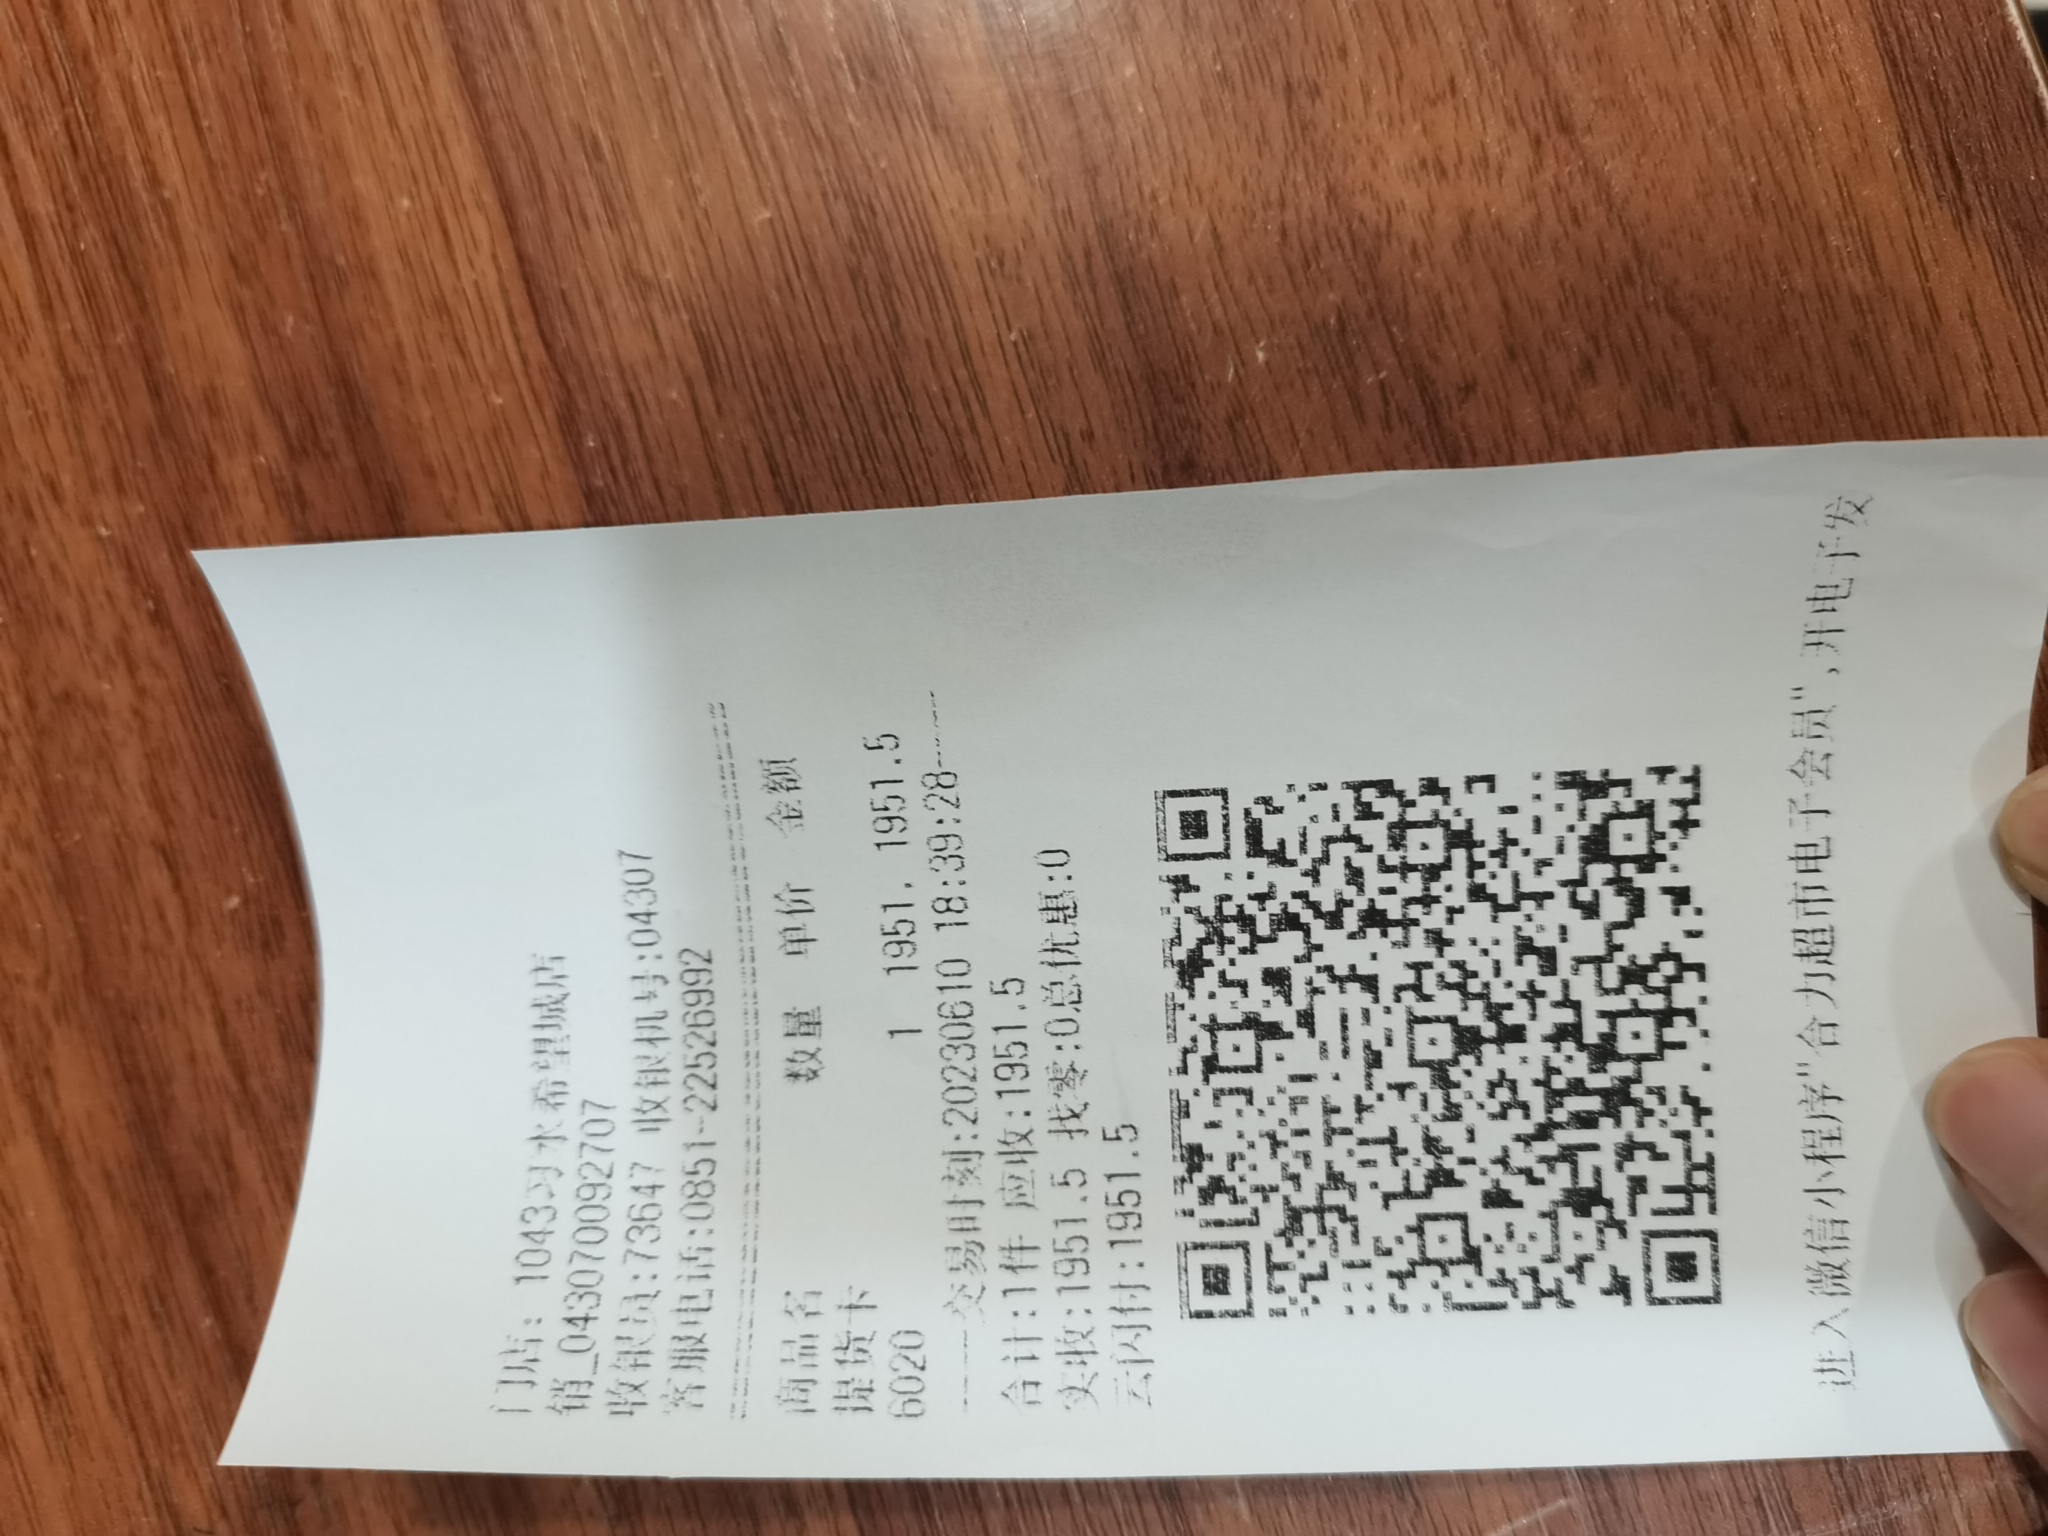 门店: 1043习水希望城店
销_0430700092707
收银员:73647 收银机号:04307
客服电话:0851-22526992
商品名 数量 单价 金额
提货卡
6020 1 1951. 1951.5
-----交易时刻:20230610 18:39:28-----
合计:1件 应收:1951.5
实收:1951.5 找零:0总优惠:0
云闪付:1951.5
进入微信小程序"合力超市电子会员",开电子发